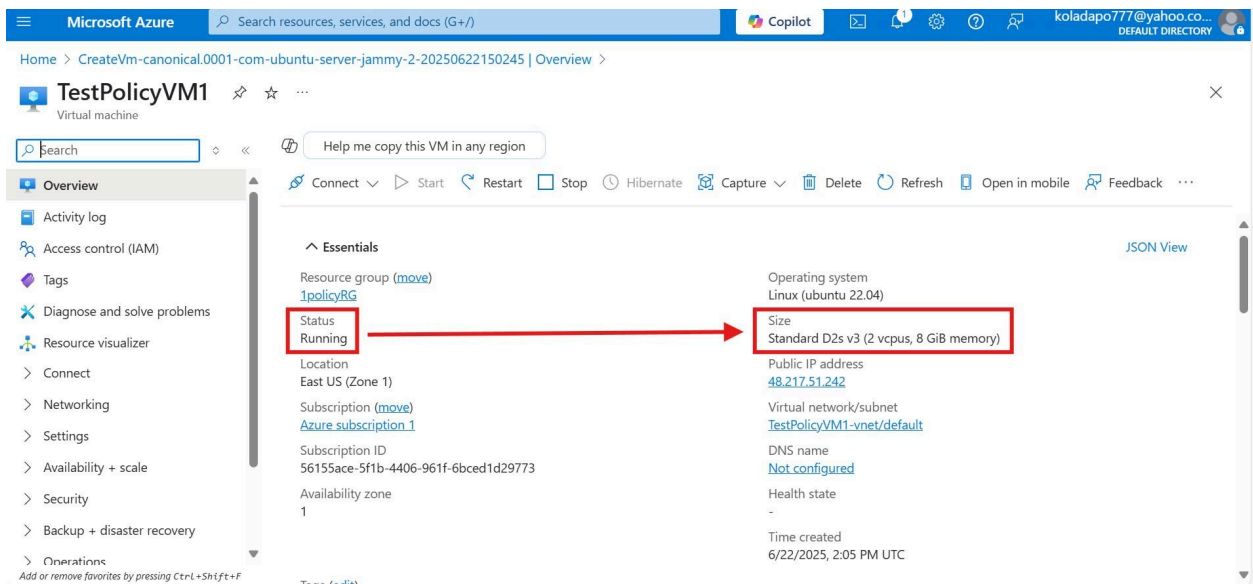 Microsoft Azure
Search resources, services, and docs (G+/)
Copilot
1
koladapo777@yahoo.co...
DEFAULT DIRECTORY
Home > CreateVm-canonical.0001-com-ubuntu-server-jammy-2-20250622150245 | Overview >
TestPolicyVM1
Virtual machine
Search
Help me copy this VM in any region
Connect
Start
Restart
Stop
Hibernate
Capture
Delete
Refresh
Open in mobile
Feedback
Overview
Activity log
Access control (IAM)
Tags
Diagnose and solve problems
Resource visualizer
Connect
Networking
Settings
Availability + scale
Security
Backup + disaster recovery
Operations
Add or remove favorites by pressing Ctrl+Shift+F
Essentials
JSON View
Resource group (move)
1policyRG
Status
Running
Location
East US (Zone 1)
Subscription (move)
Azure subscription 1
Subscription ID
56155ace-5f1b-4406-961f-6bced1d29773
Availability zone
1
Operating system
Linux (ubuntu 22.04)
Size
Standard D2s v3 (2 vcpus, 8 GiB memory)
Public IP address
48.217.51.242
Virtual network/subnet
TestPolicyVM1-vnet/default
DNS name
Not configured
Health state
-
Time created
6/22/2025, 2:05 PM UTC
Tags (edit)